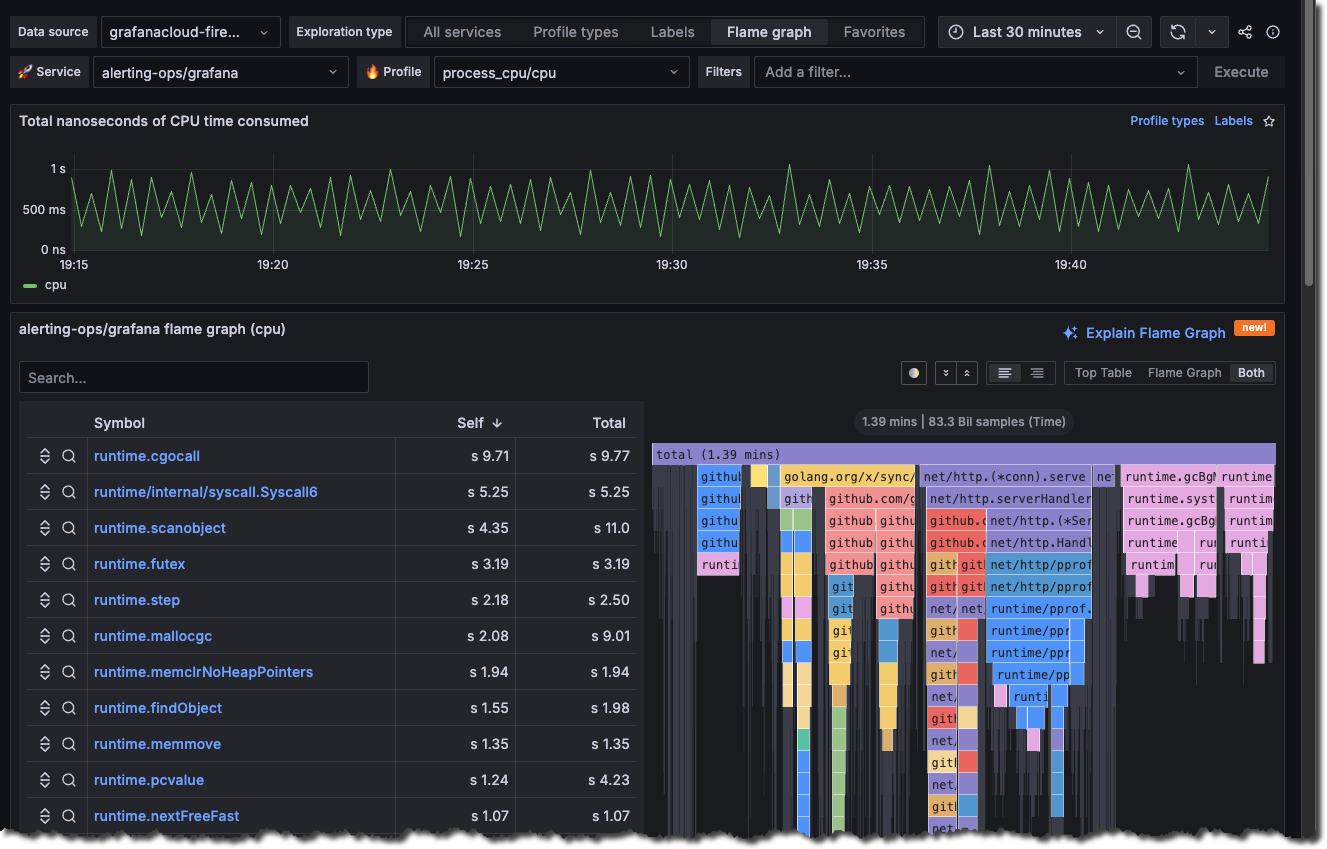 Data source grafanacloud-fire... Exploration type All services Profile types Labels Flame graph Favorites Last 30 minutes
🚀 Service alerting-ops/grafana 🔥 Profile process_cpu/cpu Filters Add a filter... Execute
Total nanoseconds of CPU time consumed Profile types Labels
1 s
500 ms
0 ns
19:15 19:20 19:25 19:30 19:35 19:40
cpu
alerting-ops/grafana flame graph (cpu) Explain Flame Graph new!
Search... Top Table Flame Graph Both
Symbol Self Total
1.39 mins | 83.3 Bil samples (Time)
runtime.cgocall s 9.71 s 9.77
runtime/internal/syscall.Syscall6 s 5.25 s 5.25
runtime.scanobject s 4.35 s 11.0
runtime.futex s 3.19 s 3.19
runtime.step s 2.18 s 2.50
runtime.mallocgc s 2.08 s 9.01
runtime.memclrNoHeapPointers s 1.94 s 1.94
runtime.findObject s 1.55 s 1.98
runtime.memmove s 1.35 s 1.35
runtime.pcvalue s 1.24 s 4.23
runtime.nextFreeFast s 1.07 s 1.07
total (1.39 mins)
github golang.org/x/sync/ net/http.(*conn).serve net runtime.gcBgM runtime
github gith github.com/g net/http.serverHandler runtime.syst runtim
githu github githu github.c net/http.(*Ser runtime.gcBg runtim
githu github githu github.c net/http.Handl runtime run runti
runti github githu gith gith net/http/pprof runtim ru
git githu gith gith net/http/pprof
git githu net/ net runtime/pprof.
git gith runtime/ppr
git net/ runtime/ppr
gith runtime/pp
net/ runti
gith
net/
gith
net/
gith
net/